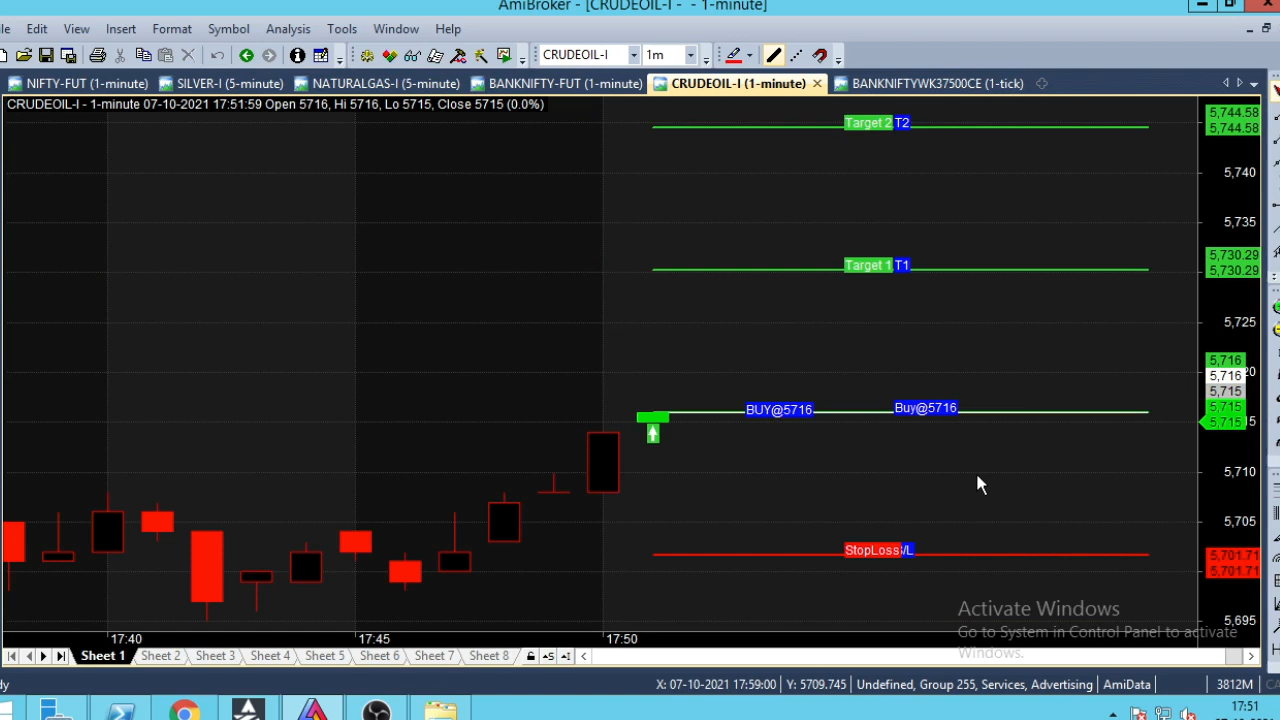 AmiBroker - [CRUDEOIL-I - - 1-minute]
Edit View Insert Format Symbol Analysis Tools Window Help
CRUDEOIL-I 1m
NIFTY-FUT (1-minute) SILVER-I (5-minute) NATURALGAS-I (5-minute) BANKNIFTY-FUT (1-minute) CRUDEOIL-I (1-minute) BANKNIFTYWK37500CE (1-tick)
CRUDEOIL-I - 1-minute 07-10-2021 17:51:59 Open 5716, Hi 5716, Lo 5715, Close 5715 (0.0%)
5,744.58
Target 2 T2
5,744.58
5,740
5,735
5,730.29
Target 1 T1
5,730.29
5,725
5,716
5,716
5,715
BUY@5716 Buy@5716
5,715
5,715
5,710
5,705
StopLoss /L
5,701.71
5,701.71
Activate Windows
5,695
Go to System in Control Panel to activate
Windows.
17:40 17:45 17:50
Sheet 1 Sheet 2 Sheet 3 Sheet 4 Sheet 5 Sheet 6 Sheet 7 Sheet 8
X: 07-10-2021 17:59:00 Y: 5709.745 Undefined, Group 255, Services, Advertising AmiData 3812M
17:51